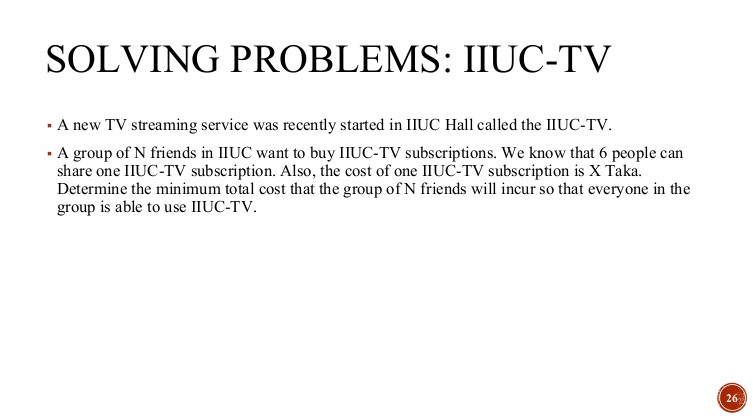 SOLVING PROBLEMS: IIUC-TV
▪ A new TV streaming service was recently started in IIUC Hall called the IIUC-TV.
▪ A group of N friends in IIUC want to buy IIUC-TV subscriptions. We know that 6 people can
share one IIUC-TV subscription. Also, the cost of one IIUC-TV subscription is X Taka.
Determine the minimum total cost that the group of N friends will incur so that everyone in the
group is able to use IIUC-TV.
26